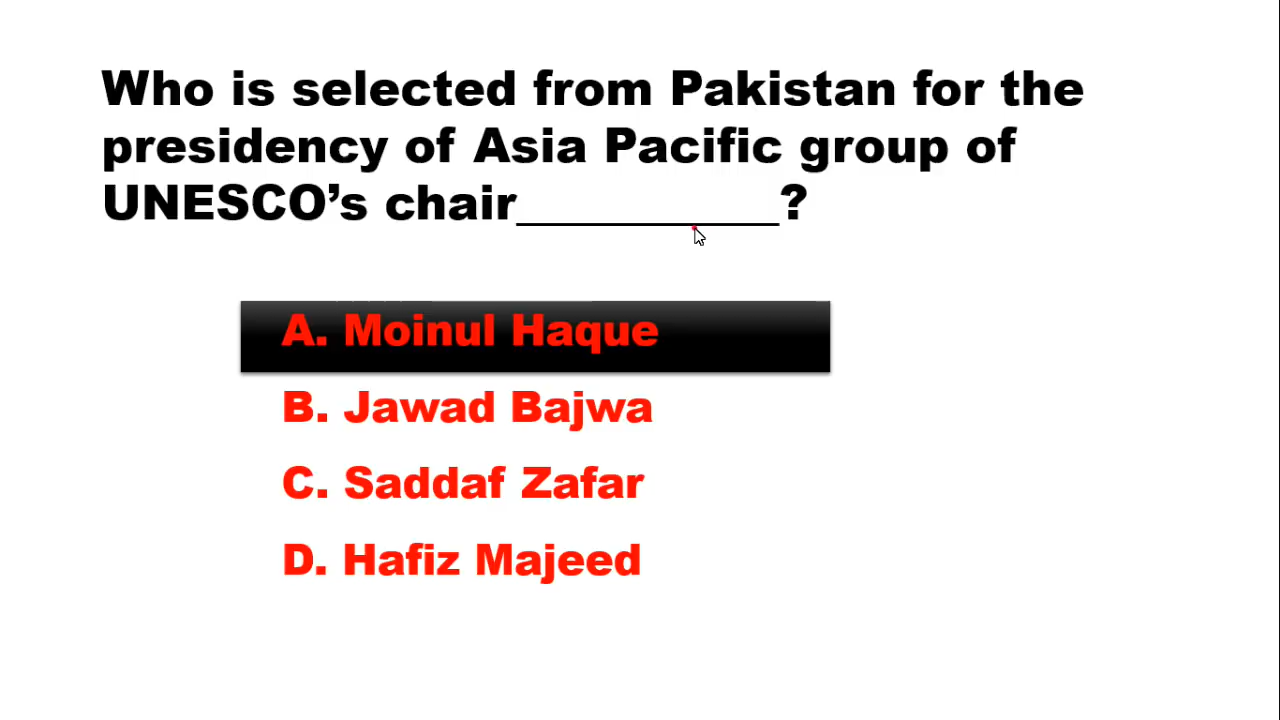 Who is selected from Pakistan for the
presidency of Asia Pacific group of
UNESCO’s chair___________?
A. Moinul Haque
B. Jawad Bajwa
C. Saddaf Zafar
D. Hafiz Majeed